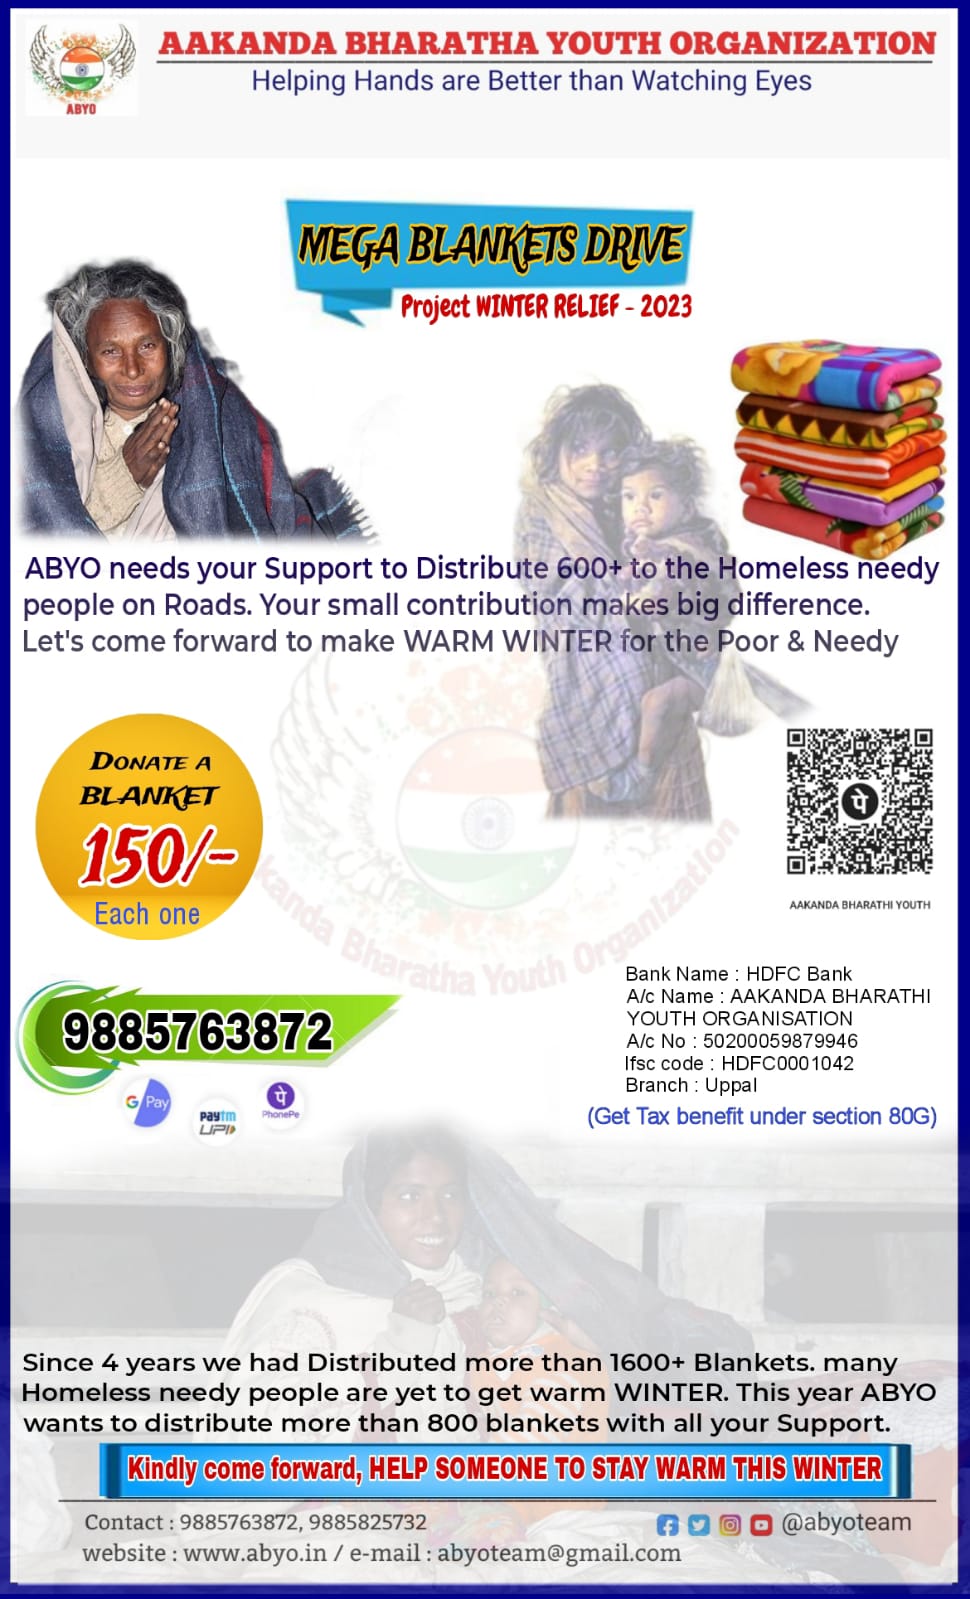 AAKANDA BHARATHA YOUTH ORGANIZATION
Helping Hands are Better than Watching Eyes
ABYO
MEGA BLANKETS DRIVE
Project WINTER RELIEF - 2023
ABYO needs your Support to Distribute 600+ to the Homeless needy
people on Roads. Your small contribution makes big difference.
Let's come forward to make WARM WINTER for the Poor & Needy
DONATE A
BLANKET
150/-
Each one
पे
AAKANDA BHARATHI YOUTH
Aakanda Bharatha Youth Organization
Bank Name : HDFC Bank
A/c Name : AAKANDA BHARATHI
YOUTH ORGANISATION
A/c No : 50200059879946
Ifsc code : HDFC0001042
Branch : Uppal
(Get Tax benefit under section 80G)
9885763872
G Pay
paytm
UPI
पे
PhonePe
Since 4 years we had Distributed more than 1600+ Blankets. many
Homeless needy people are yet to get warm WINTER. This year ABYO
wants to distribute more than 800 blankets with all your Support.
Kindly come forward, HELP SOMEONE TO STAY WARM THIS WINTER
Contact : 9885763872, 9885825732
@abyoteam
website : www.abyo.in / e-mail : abyoteam@gmail.com